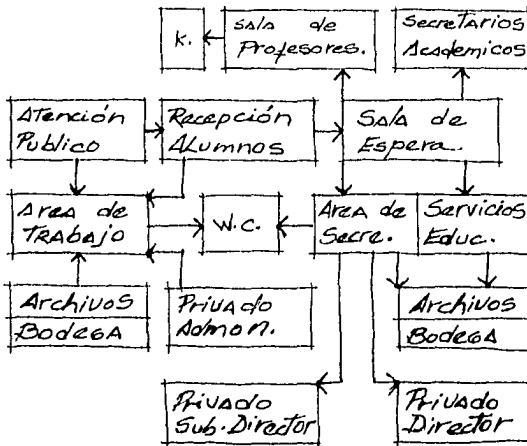 K.
Sala de
Profesores.
Secretarios
Academicos
Atención
Publico
Recepción
Alumnos
Sala de
Espera.
Area de
Trabajo
W.C.
Area de
Secre.
Servicios
Educ.
Archivos
Bodega
Privado
Admon.
Archivos
Bodega
Privado
Sub. Director
Privado
Director